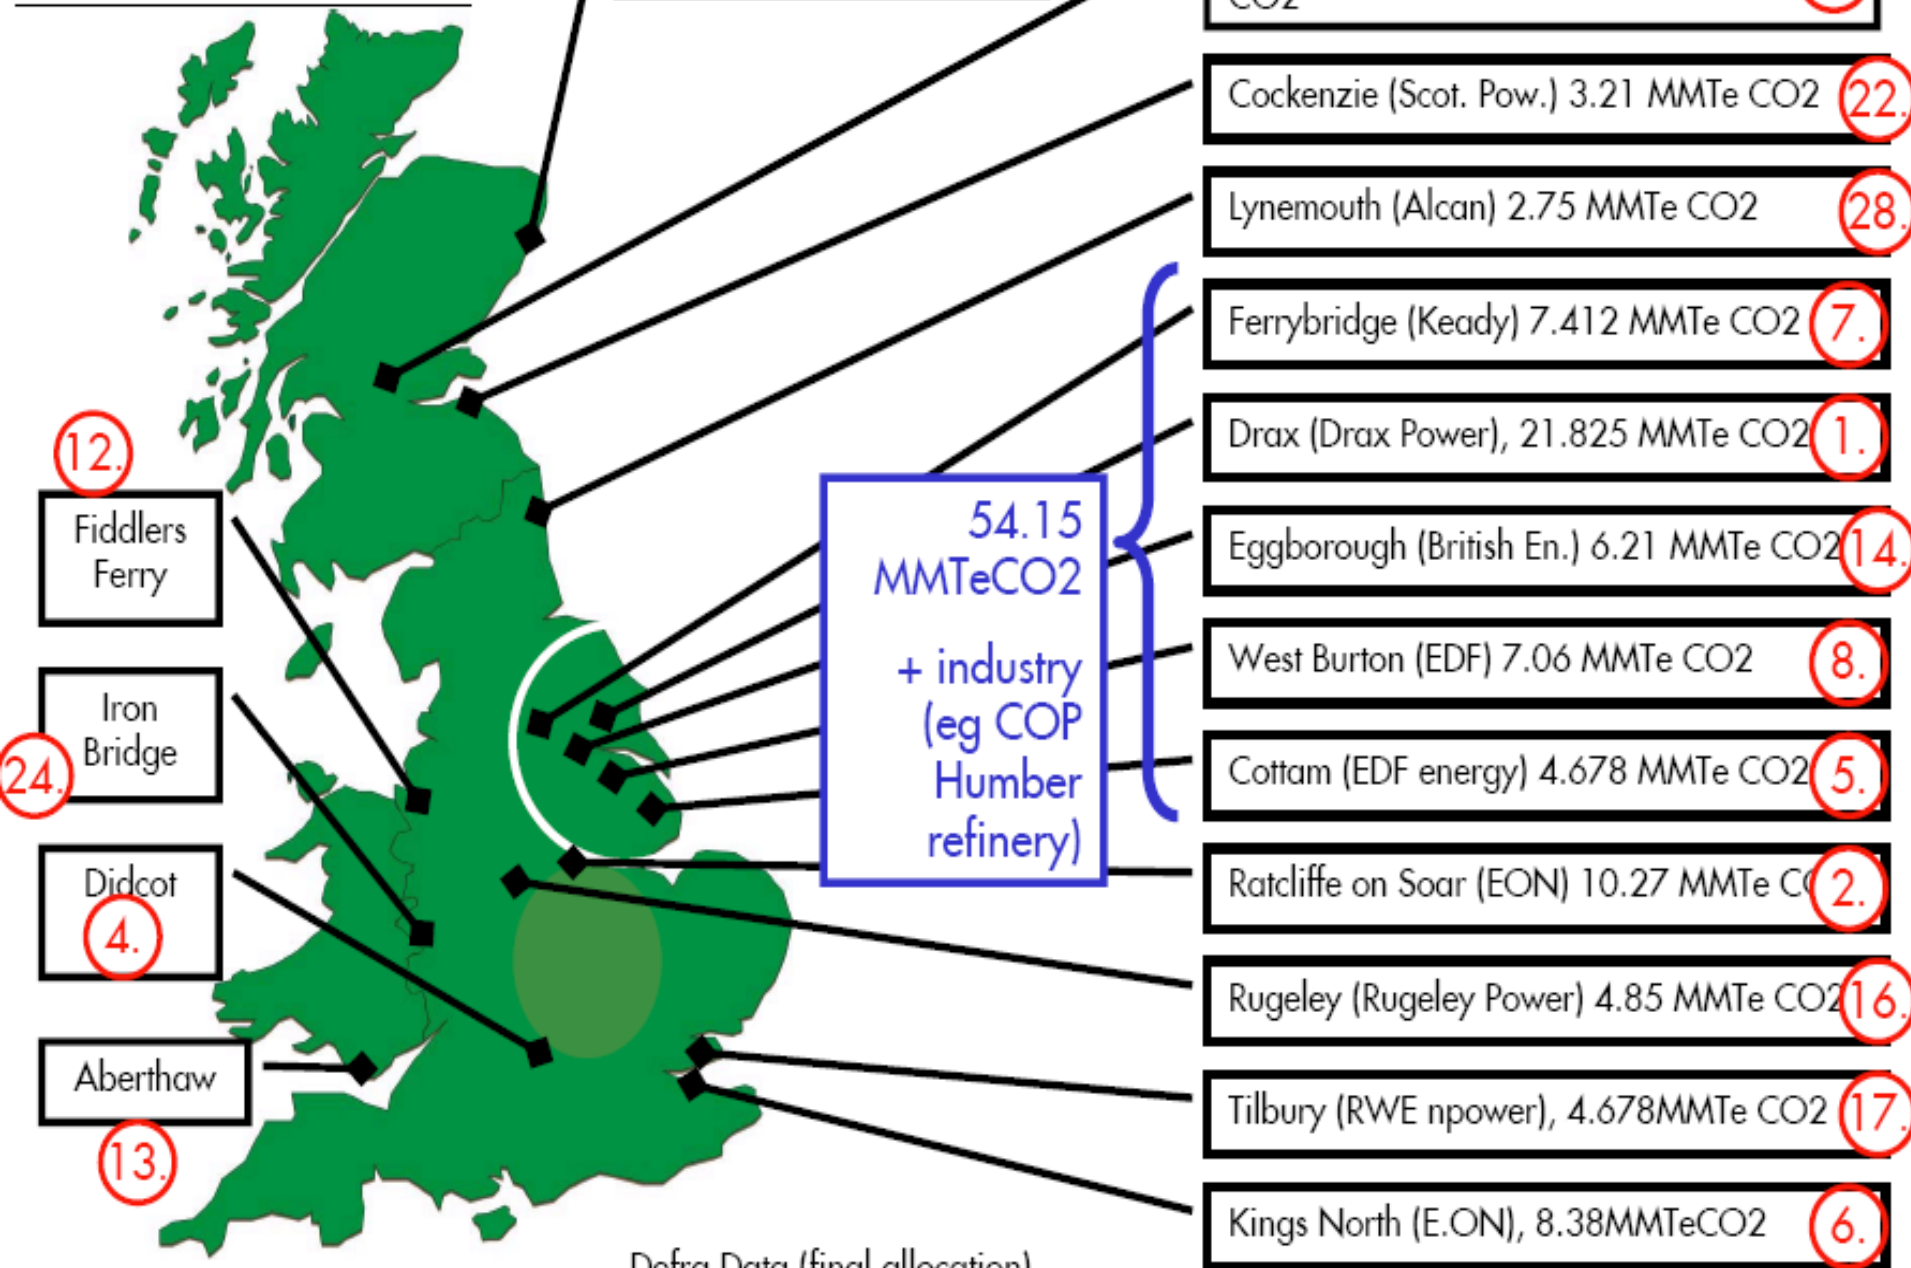 CO2
Cockenzie (Scot. Pow.) 3.21 MMTe CO2
22.
Lynemouth (Alcan) 2.75 MMTe CO2
28.
Ferrybridge (Keady) 7.412 MMTe CO2
7.
Drax (Drax Power), 21.825 MMTe CO2
1.
Eggborough (British En.) 6.21 MMTe CO2
14.
West Burton (EDF) 7.06 MMTe CO2
8.
Cottam (EDF energy) 4.678 MMTe CO2
5.
Ratcliffe on Soar (EON) 10.27 MMTe
2.
Rugeley (Rugeley Power) 4.85 MMTe CO2
16.
Tilbury (RWE npower), 4.678MMTe CO2
17.
Kings North (E.ON), 8.38MMTeCO2
6.
54.15
MMTeCO2
+ industry
(eg COP
Humber
refinery)
12.
Fiddlers
Ferry
Iron
Bridge
24.
Didcot
4.
Aberthaw
13.
Defra Data (final allocation)